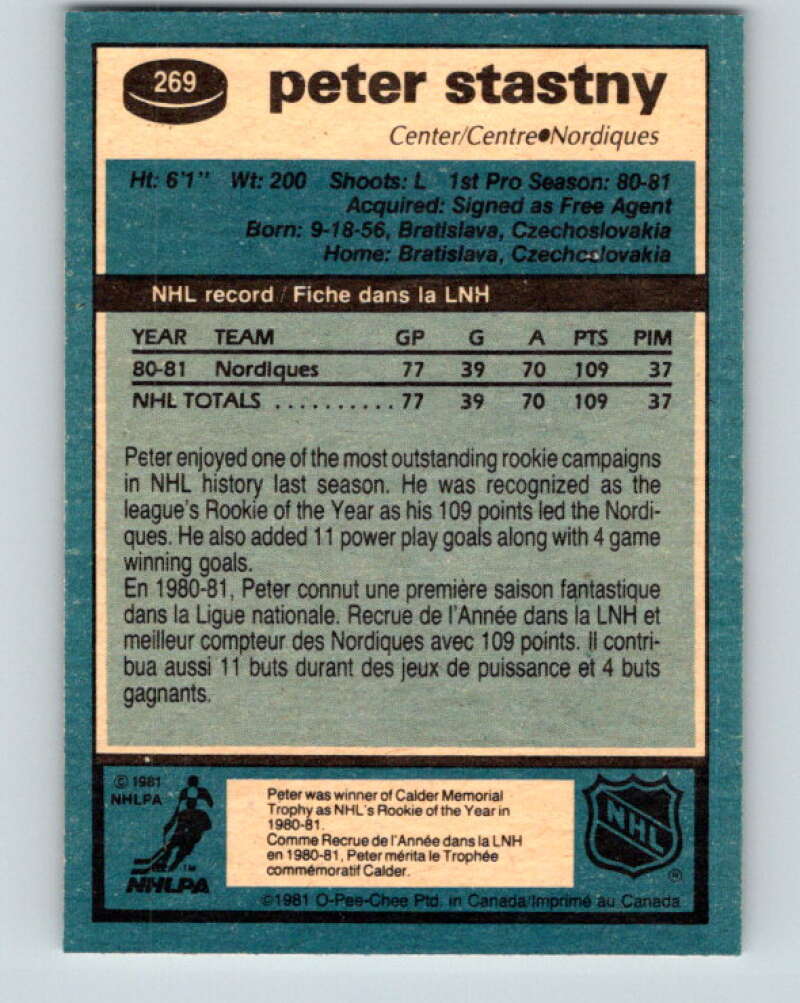 269
peter stastny
Center/Centre●Nordiques
Ht: 6'1" Wt: 200 Shoots: L 1st Pro Season: 80-81
Acquired: Signed as Free Agent
Born: 9-18-56, Bratislava, Czechoslovakia
Home: Bratislava, Czechoslovakia
NHL record / Fiche dans la LNH
YEAR TEAM GP G A PTS PIM
80-81 Nordiques 77 39 70 109 37
NHL TOTALS .......... 77 39 70 109 37
Peter enjoyed one of the most outstanding rookie campaigns
in NHL history last season. He was recognized as the
league's Rookie of the Year as his 109 points led the Nordi-
ques. He also added 11 power play goals along with 4 game
winning goals.
En 1980-81, Peter connut une première saison fantastique
dans la Ligue nationale. Recrue de l'Année dans la LNH et
meilleur compteur des Nordiques avec 109 points. Il contri-
bua aussi 11 buts durant des jeux de puissance et 4 buts
gagnants.
© 1981
NHLPA
TM
NHLPA
Peter was winner of Calder Memorial
Trophy as NHL's Rookie of the Year in
1980-81.
Comme Recrue de l'Année dans la LNH
en 1980-81, Peter mérita le Trophée
commémoratif Calder.
NHL
®
©1981 O-Pee-Chee Ptd. in Canada/Imprimé au Canada